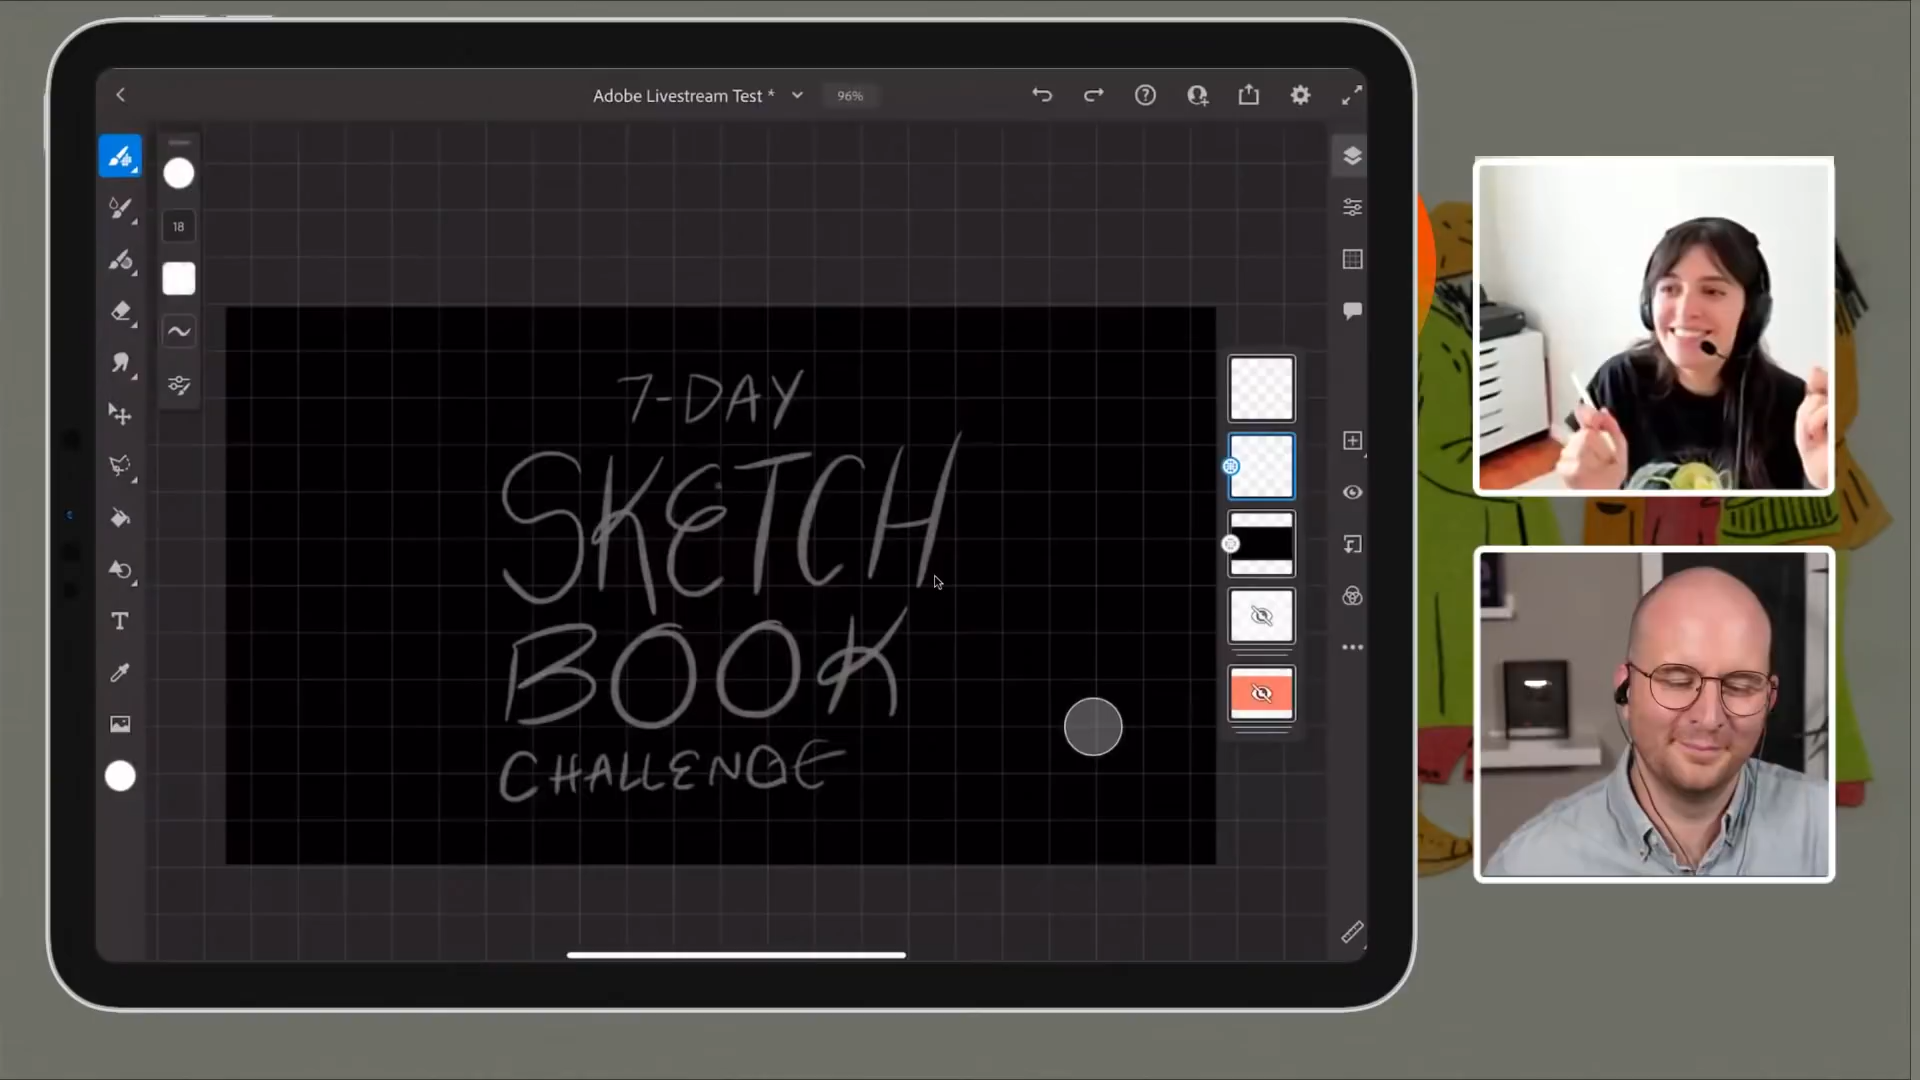 Adobe Livestream Test *
96%
18
7-DAY
SKETCH
BOOK
CHALLENGE